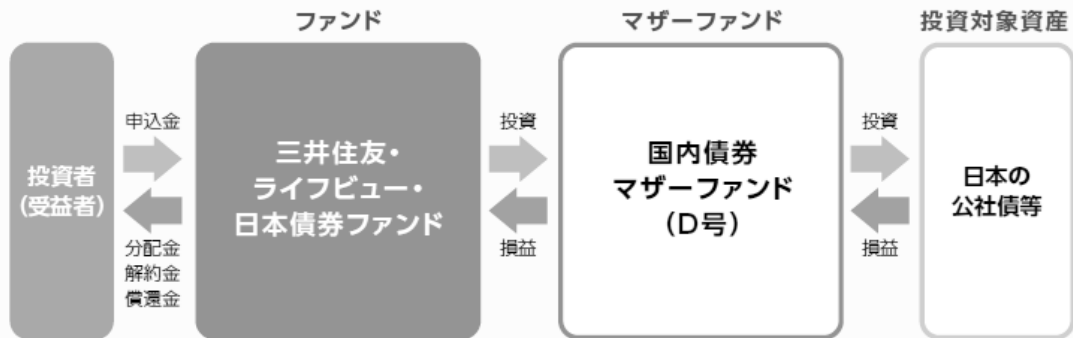 ファンド
マザーファンド
投資対象資産
投資者
（受益者）
申込金
分配金
解約金
償還金
三井住友・
ライフビュー・
日本債券ファンド
投資
損益
国内債券
マザーファンド
（D号）
投資
損益
日本の
公社債等